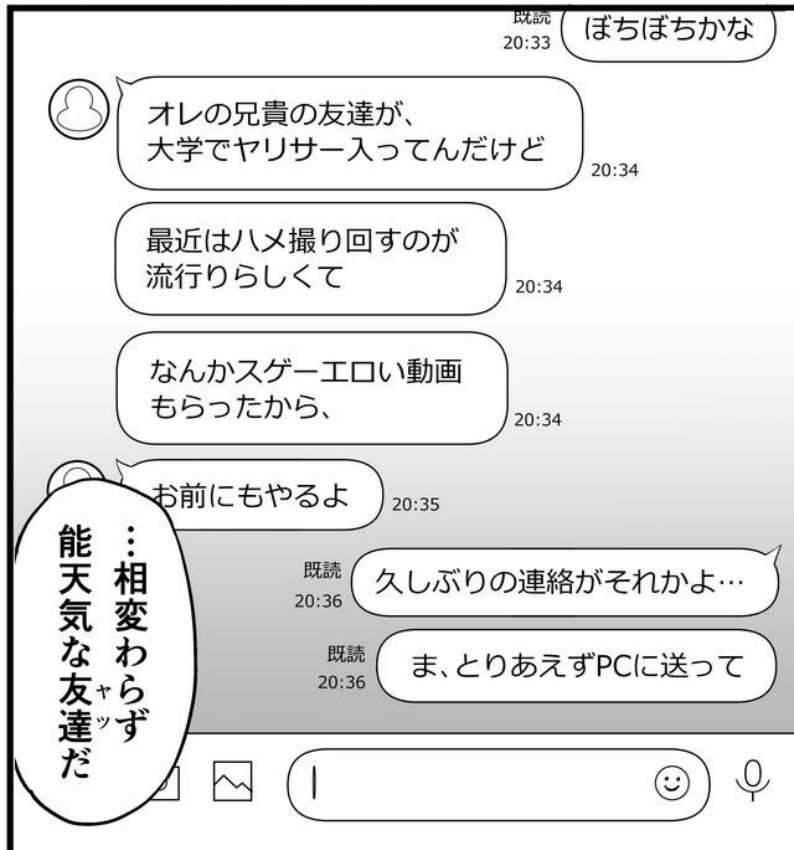 既読
20:33
ぼちぼちかな
オレの兄貴の友達が、
大学でヤリサー入ってんだけど
20:34
最近はハメ撮り回すのが
流行りらしくて
20:34
なんかスゲーエロい動画
もらったから、
20:34
お前にもやるよ
20:35
既読
20:36
久しぶりの連絡がそれかよ…
既読
20:36
ま、とりあえずPCに送って
…相変わらず
能天気な友達だ
ヤツ